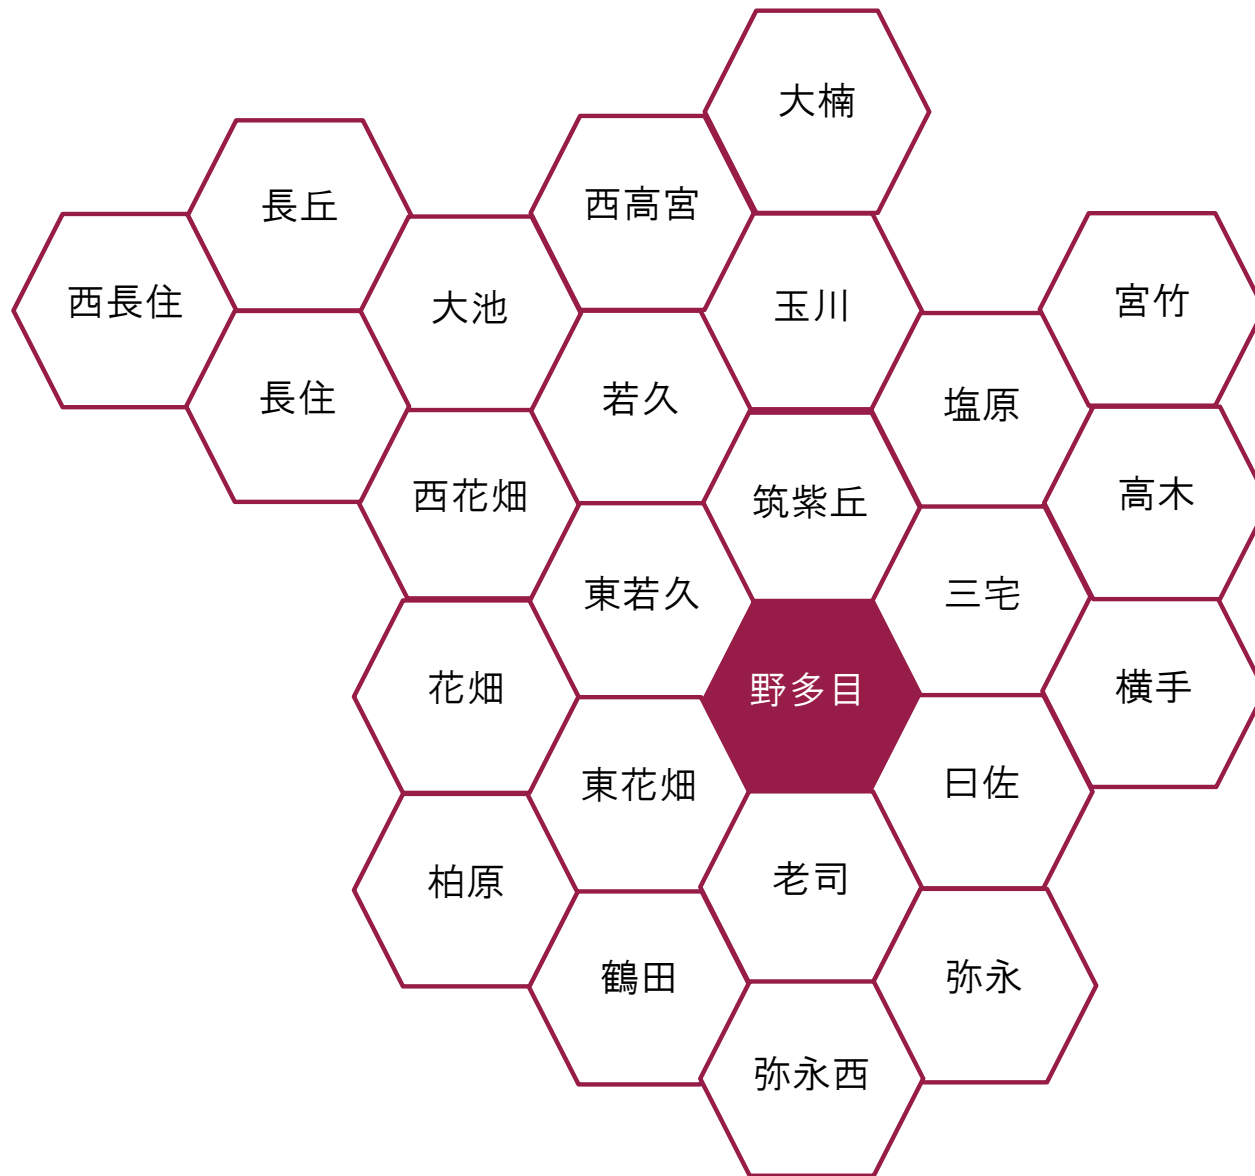 大楠
長丘
西高宮
西長住
大池
玉川
宮竹
長住
若久
塩原
西花畑
筑紫丘
高木
東若久
三宅
花畑
野多目
横手
東花畑
曰佐
柏原
老司
鶴田
弥永
弥永西